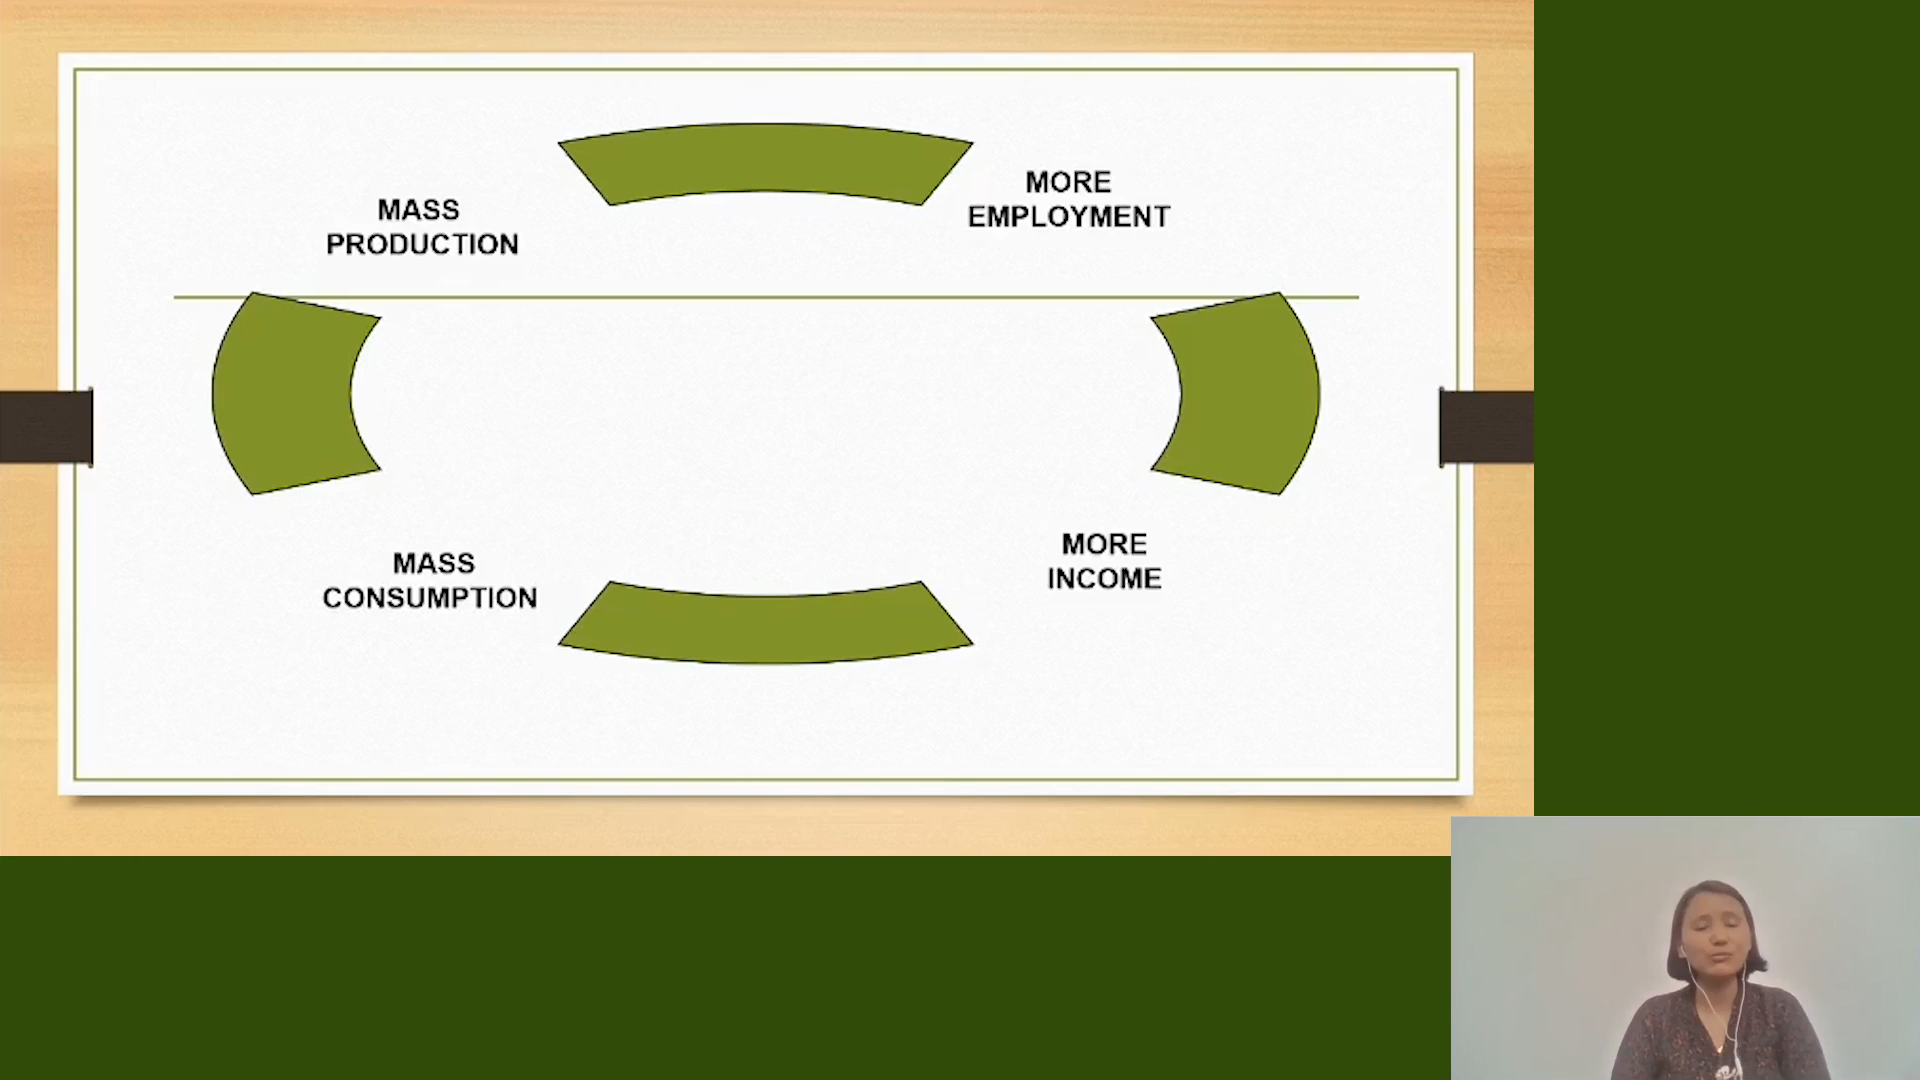 MASS
PRODUCTION
MORE
EMPLOYMENT
MASS
CONSUMPTION
MORE
INCOME